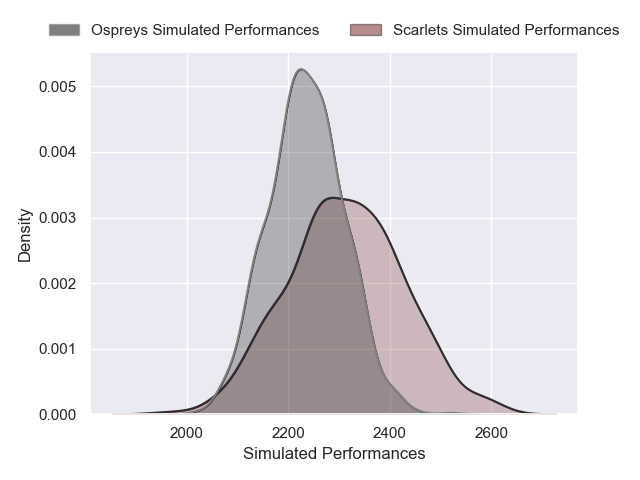 Ospreys Simulated Performances
Scarlets Simulated Performances
0.005
0.004
0.003
0.002
0.001
0.000
Density
2000
2200
2400
2600
Simulated Performances